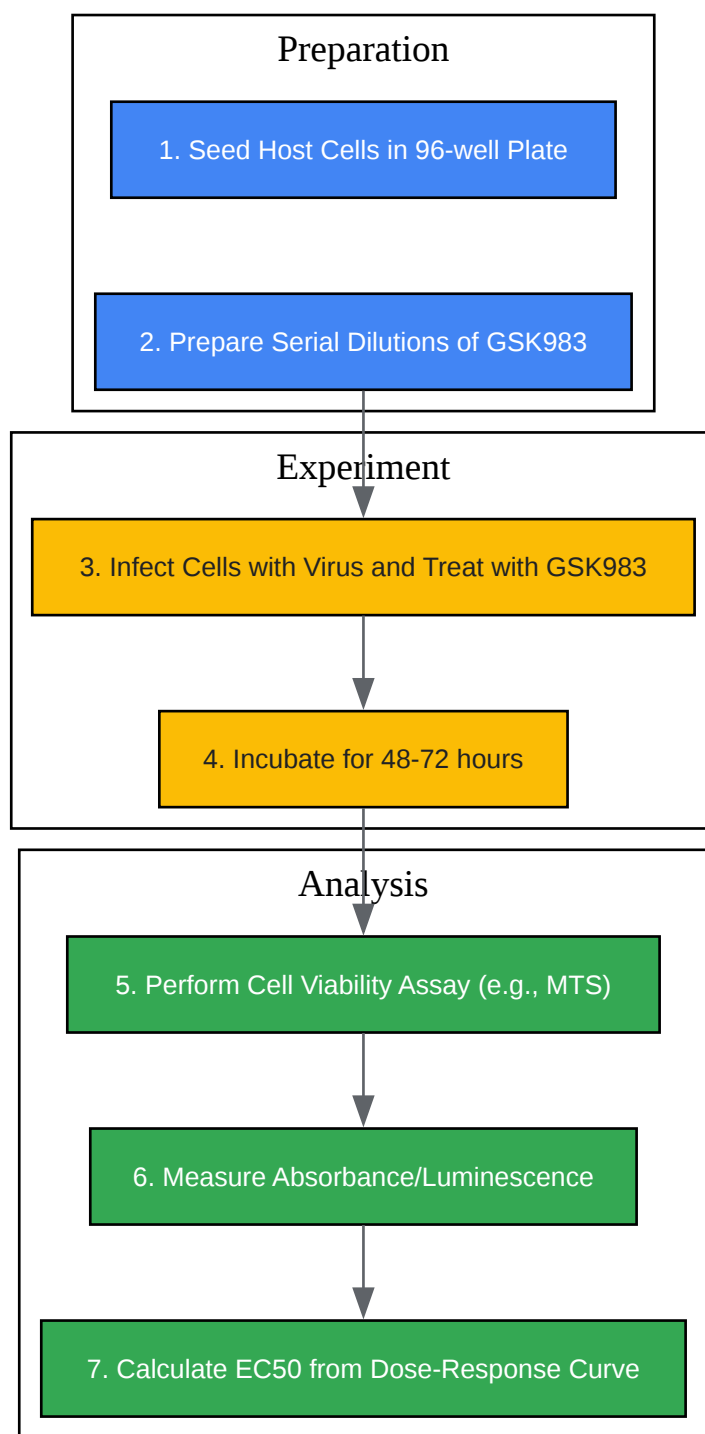 Preparation
1. Seed Host Cells in 96-well Plate
2. Prepare Serial Dilutions of GSK983
Experiment
3. Infect Cells with Virus and Treat with GSK983
4. Incubate for 48-72 hours
Analysis
5. Perform Cell Viability Assay (e.g., MTS)
6. Measure Absorbance/Luminescence
7. Calculate EC50 from Dose-Response Curve